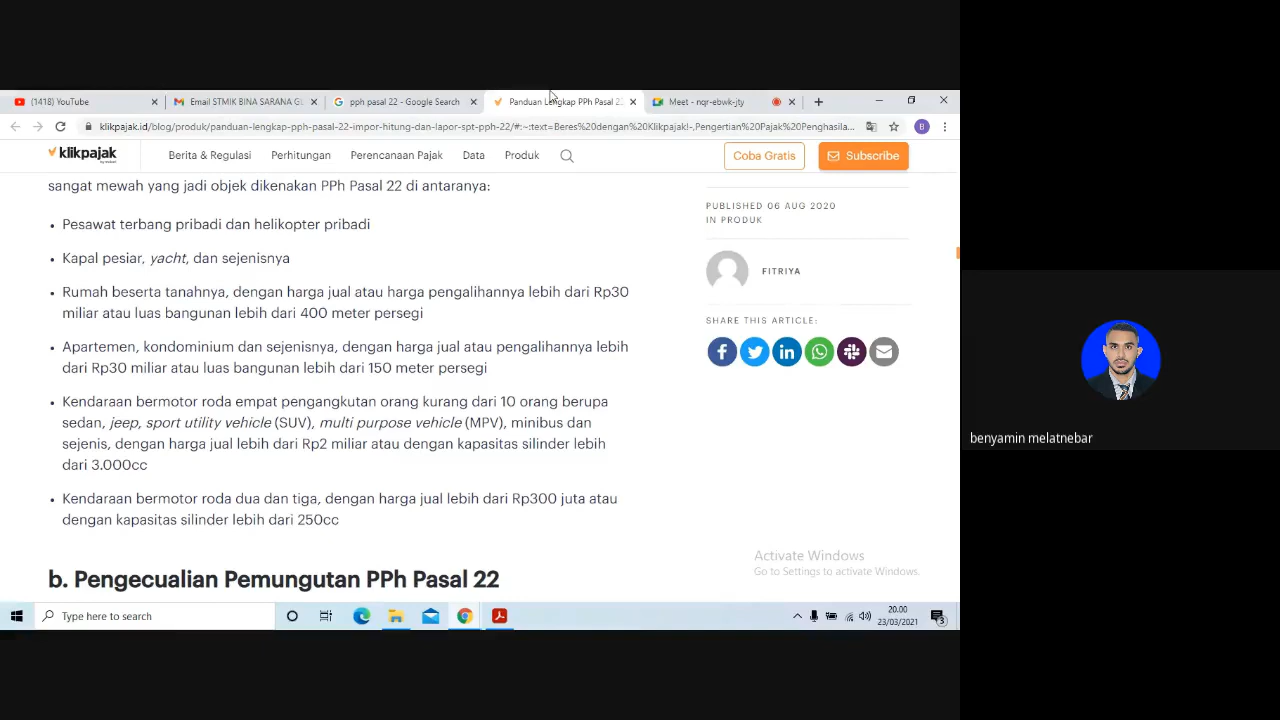 (1418) YouTube
Email STMIK BINA SARANA GL
pph pasal 22 - Google Search
Panduan Lengkap PPh Pasal 22
Meet - nqr-ebwk-jty
klikpajak.id/blog/produk/panduan-lengkap-pph-pasal-22-impor-hitung-dan-lapor-spt-pph-22/#:~:text=Beres%20dengan%20Klikpajak!-,Pengertian%20Pajak%20Penghasila...
B
klikpajak
Berita & Regulasi
Perhitungan
Perencanaan Pajak
Data
Produk
Coba Gratis
Subscribe
sangat mewah yang jadi objek dikenakan PPh Pasal 22 di antaranya:
• Pesawat terbang pribadi dan helikopter pribadi
• Kapal pesiar, yacht, dan sejenisnya
• Rumah beserta tanahnya, dengan harga jual atau harga pengalihannya lebih dari Rp30
miliar atau luas bangunan lebih dari 400 meter persegi
• Apartemen, kondominium dan sejenisnya, dengan harga jual atau pengalihannya lebih
dari Rp30 miliar atau luas bangunan lebih dari 150 meter persegi
• Kendaraan bermotor roda empat pengangkutan orang kurang dari 10 orang berupa
sedan, jeep, sport utility vehicle (SUV), multi purpose vehicle (MPV), minibus dan
sejenis, dengan harga jual lebih dari Rp2 miliar atau dengan kapasitas silinder lebih
dari 3.000cc
• Kendaraan bermotor roda dua dan tiga, dengan harga jual lebih dari Rp300 juta atau
dengan kapasitas silinder lebih dari 250cc
b. Pengecualian Pemungutan PPh Pasal 22
PUBLISHED 06 AUG 2020
IN PRODUK
FITRIYA
SHARE THIS ARTICLE:
Activate Windows
Go to Settings to activate Windows.
Type here to search
20.00
23/03/2021
3
benyamin melatnebar